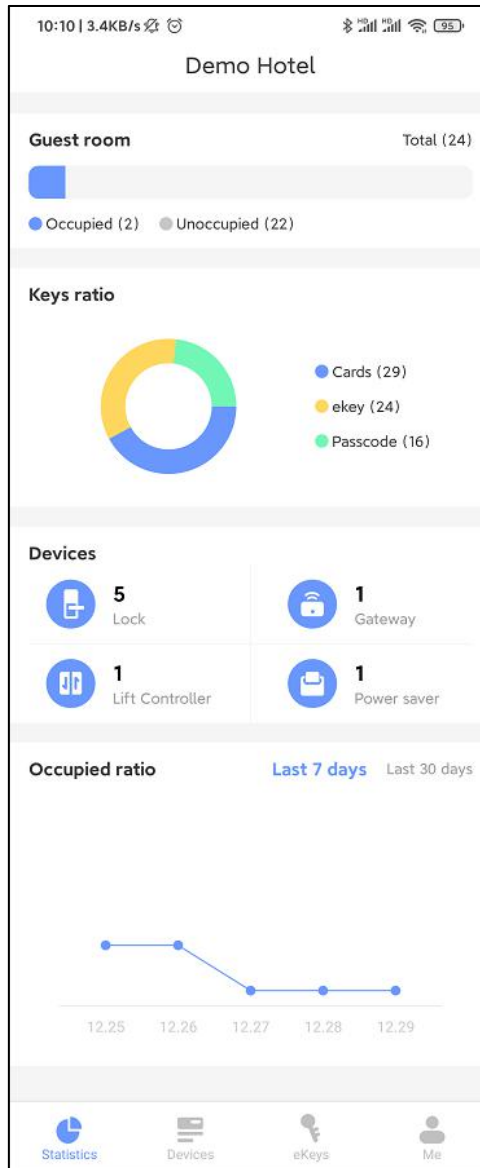 10:10 | 3.4KB/s
HD HD 95
Demo Hotel
Guest room Total (24)
Occupied (2) Unoccupied (22)
Keys ratio
Cards (29)
ekey (24)
Passcode (16)
Devices
5 1
Lock Gateway
1 1
Lift Controller Power saver
Occupied ratio Last 7 days Last 30 days
12.25 12.26 12.27 12.28 12.29
Statistics Devices eKeys Me